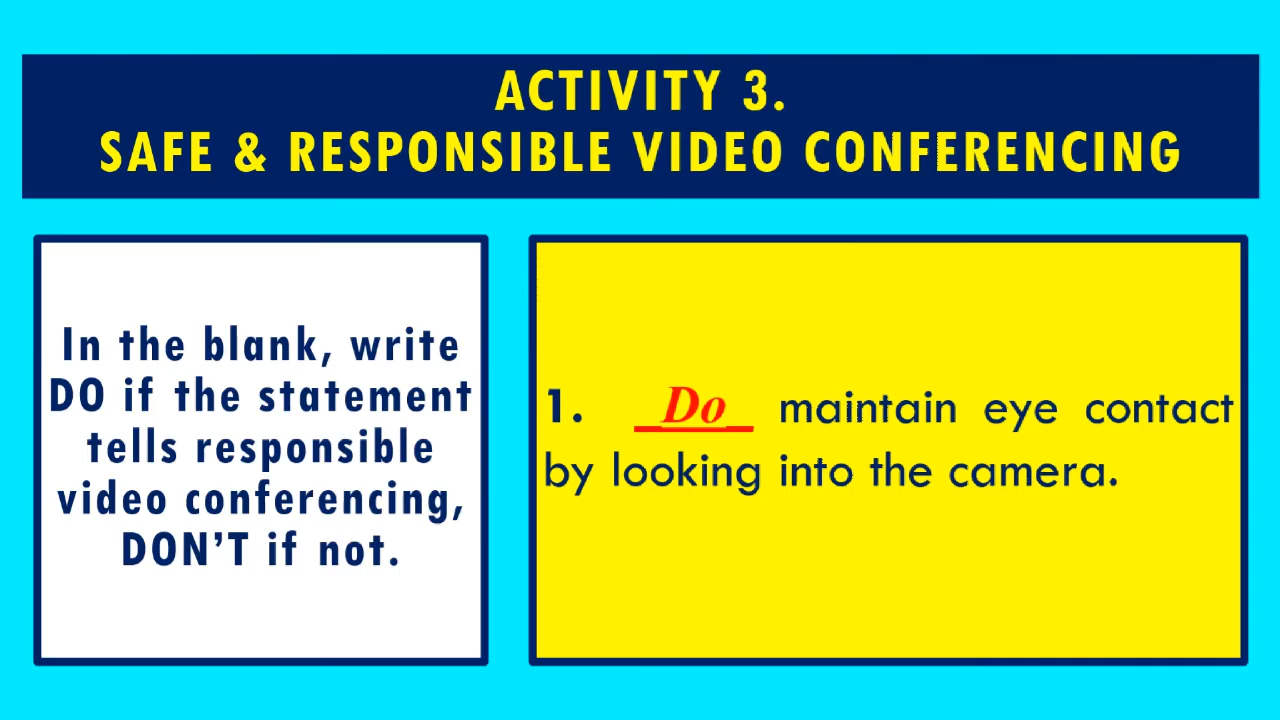 ACTIVITY 3.
SAFE & RESPONSIBLE VIDEO CONFERENCING
In the blank, write
DO if the statement
tells responsible
video conferencing,
DON’T if not.
1. _Do_ maintain eye contact
by looking into the camera.